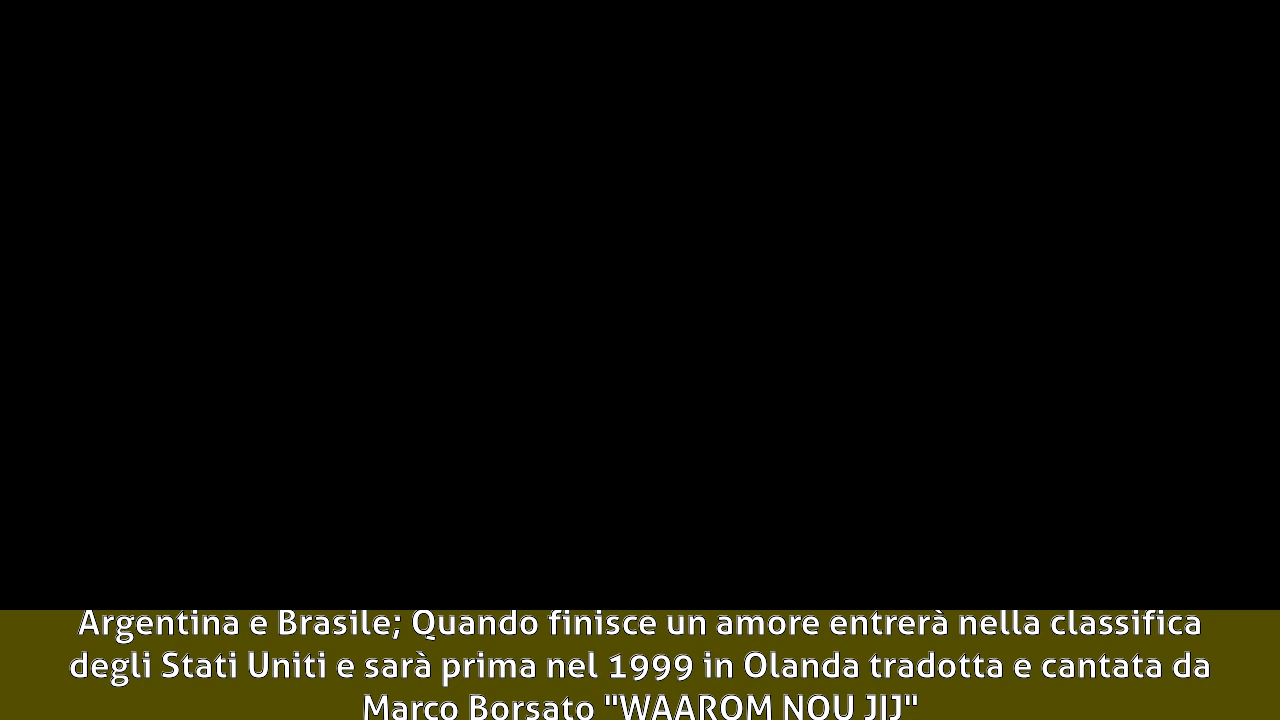 Argentina e Brasile; Quando finisce un amore entrerà nella classifica
degli Stati Uniti e sarà prima nel 1999 in Olanda tradotta e cantata da
Marco Borsato "WAAROM NOU JIJ"